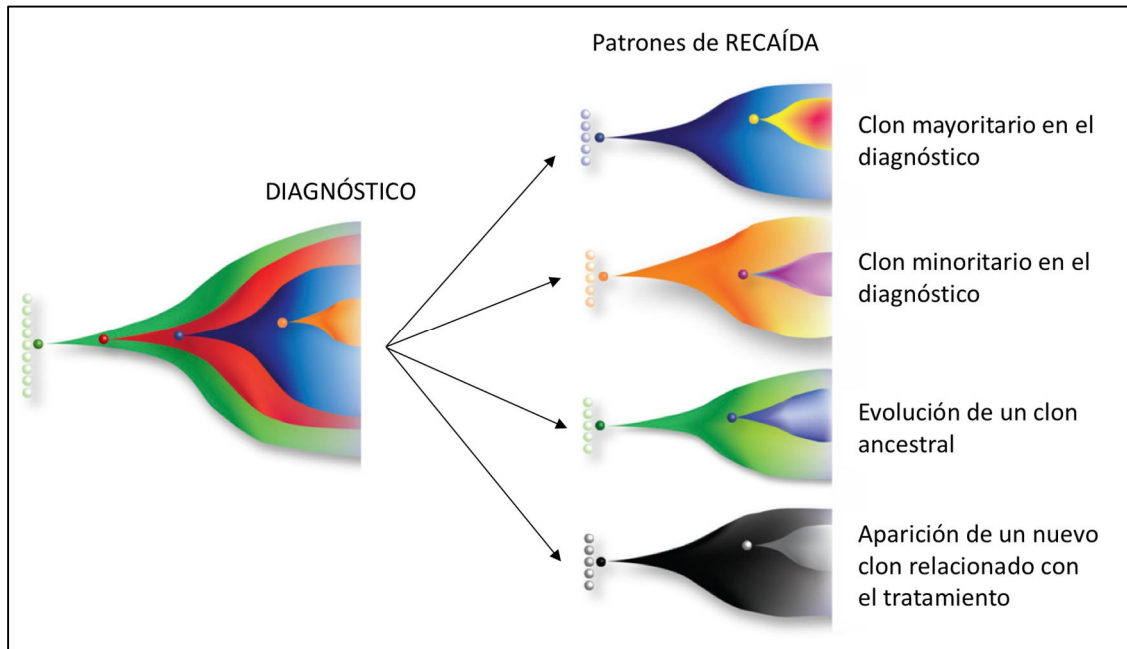 Patrones de RECAÍDA
DIAGNÓSTICO
Clon mayoritario en el
diagnóstico
Clon minoritario en el
diagnóstico
Evolución de un clon
ancestral
Aparición de un nuevo
clon relacionado con
el tratamiento